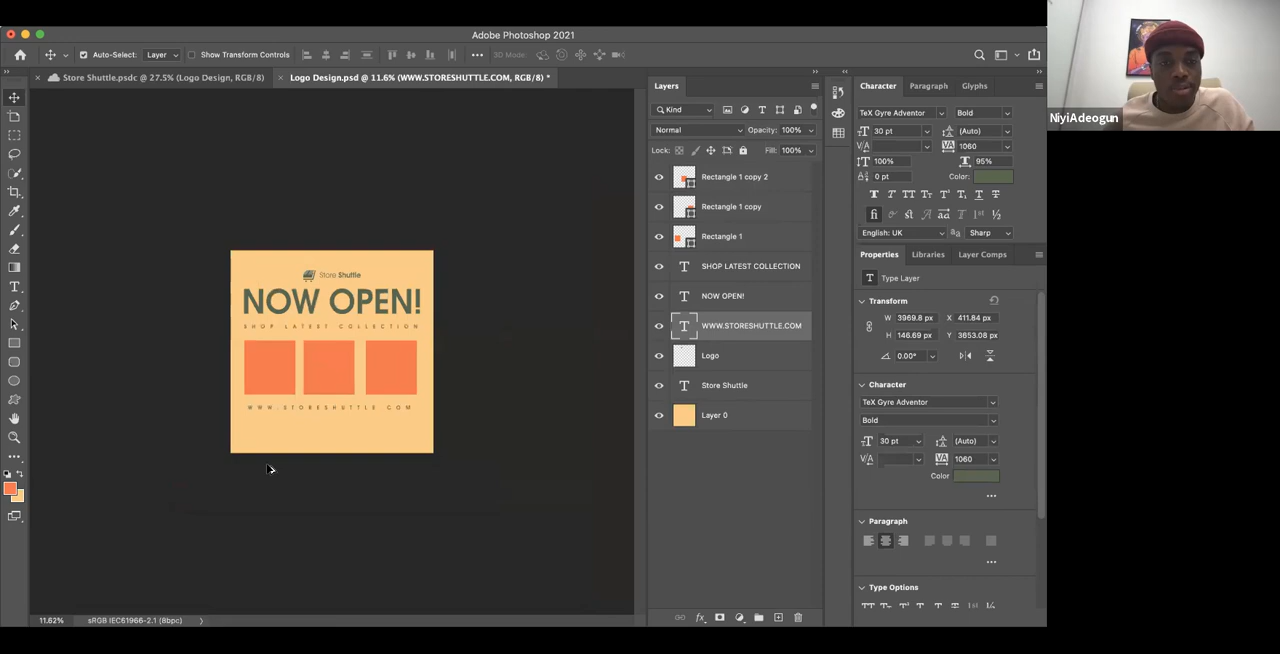 Adobe Photoshop 2021
Auto-Select: Layer Show Transform Controls 3D Mode:
Store Shuttle.psdc @ 27.5% (Logo Design, RGB/8)
Logo Design.psd @ 11.6% (WWW.STORESHUTTLE.COM, RGB/8) *
Store Shuttle
NOW OPEN!
SHOP LATEST COLLECTION
WWW.STORESHUTTLE.COM
11.62% sRGB IEC61966-2.1 (8bpc)
Layers
Kind
Normal Opacity: 100%
Lock: Fill: 100%
Rectangle 1 copy 2
Rectangle 1 copy
Rectangle 1
SHOP LATEST COLLECTION
NOW OPEN!
WWW.STORESHUTTLE.COM
Logo
Store Shuttle
Layer 0
Character Paragraph Glyphs
TeX Gyre Adventor Bold
30 pt (Auto)
1060
100% 95%
0 pt Color:
English: UK Sharp
Properties Libraries Layer Comps
Type Layer
Transform
W 3969.8 px X 411.84 px
H 146.69 px Y 3653.08 px
0.00°
Character
TeX Gyre Adventor
Bold
30 pt (Auto)
1060
Color
Paragraph
Type Options
NiyiAdeogun